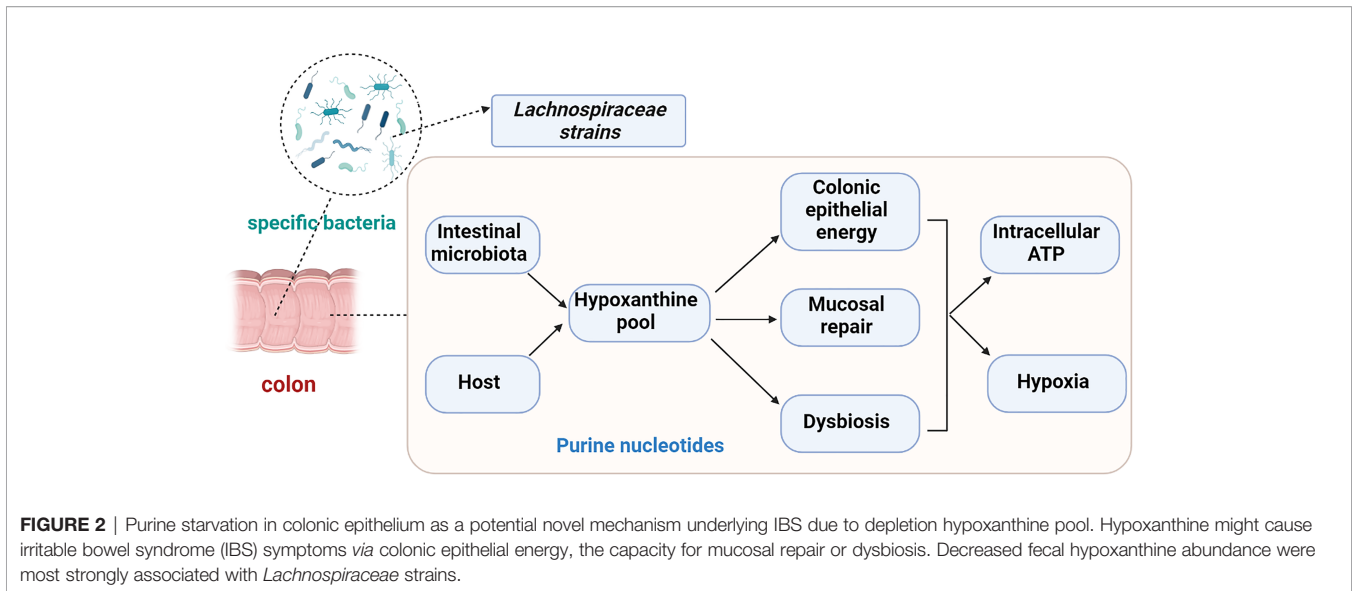 Lachnospiraceae
strains
specific bacteria
colon
Intestinal
microbiota
Host
Hypoxanthine
pool
Colonic
epithelial
energy
Mucosal
repair
Dysbiosis
Intracellular
ATP
Hypoxia
Purine nucleotides
FIGURE 2 | Purine starvation in colonic epithelium as a potential novel mechanism underlying IBS due to depletion hypoxanthine pool. Hypoxanthine might cause
irritable bowel syndrome (IBS) symptoms via colonic epithelial energy, the capacity for mucosal repair or dysbiosis. Decreased fecal hypoxanthine abundance were
most strongly associated with Lachnospiraceae strains.